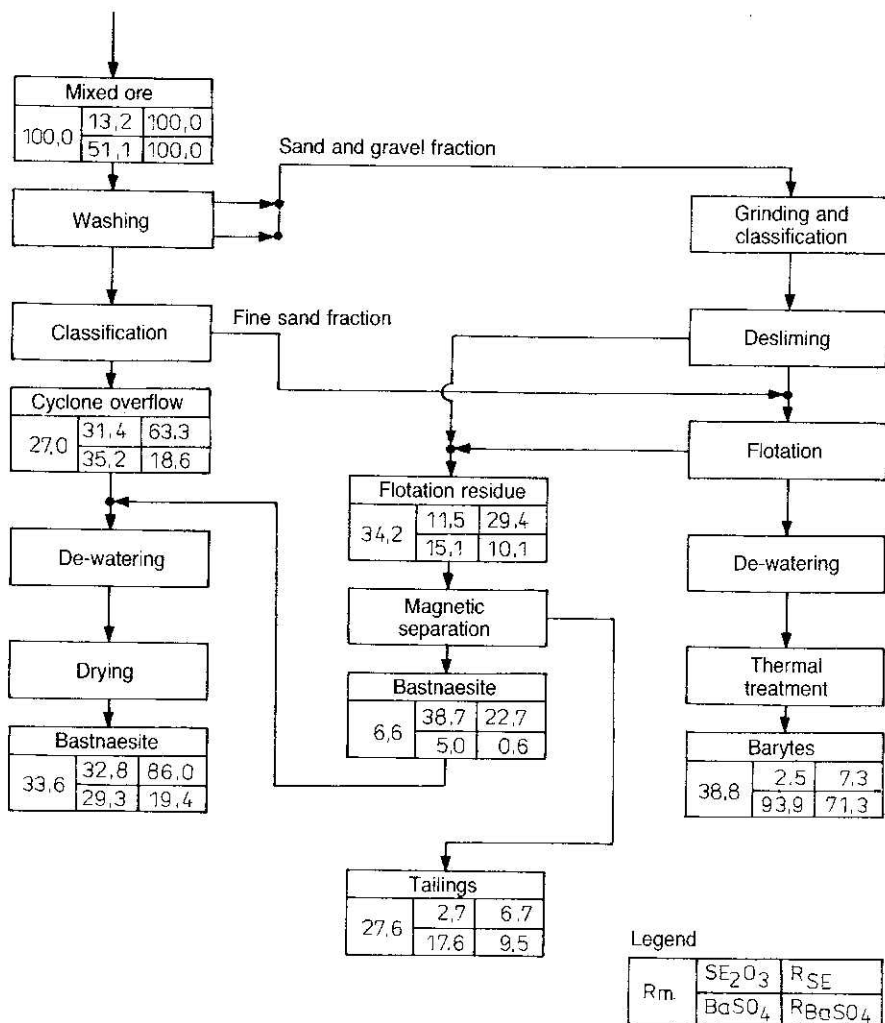 Mixed ore
100,0 13,2 100,0
51,1 100,0
Sand and gravel fraction
Washing
Grinding and
classification
Classification
Fine sand fraction
Desliming
Cyclone overflow
27,0 31,4 63,3
35,2 18,6
Flotation
Flotation residue
34,2 11,5 29,4
15,1 10,1
De-watering
De-watering
Magnetic
separation
Drying
Thermal
treatment
Bastnaesite
6,6 38,7 22,7
5,0 0,6
Bastnaesite
33,6 32,8 86,0
29,3 19,4
Barytes
38,8 2,5 7,3
93,9 71,3
Tailings
27,6 2,7 6,7
17,6 9,5
Legend
Rm. SE₂O₃ R SE
BaSO₄ R BaSO₄